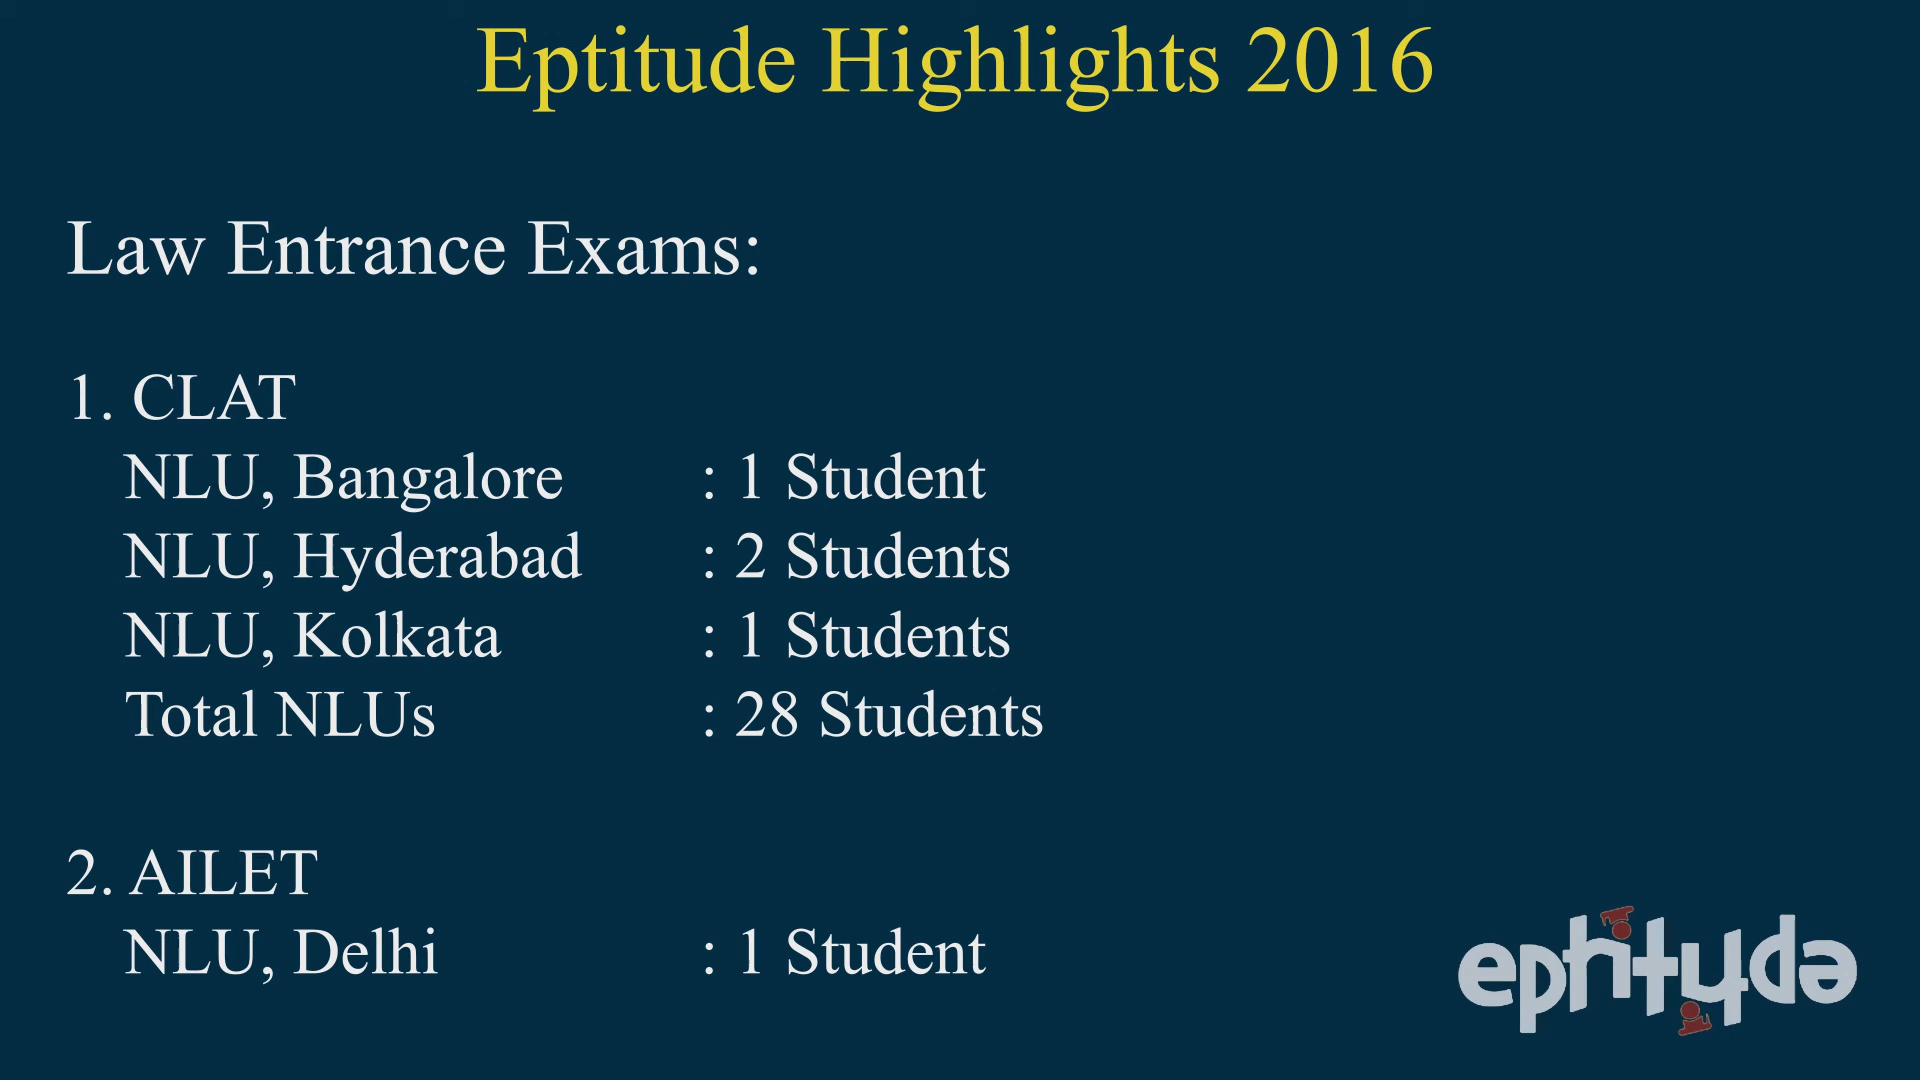 Eptitude Highlights 2016
Law Entrance Exams:
1. CLAT
NLU, Bangalore : 1 Student
NLU, Hyderabad : 2 Students
NLU, Kolkata : 1 Students
Total NLUs : 28 Students
2. AILET
NLU, Delhi : 1 Student